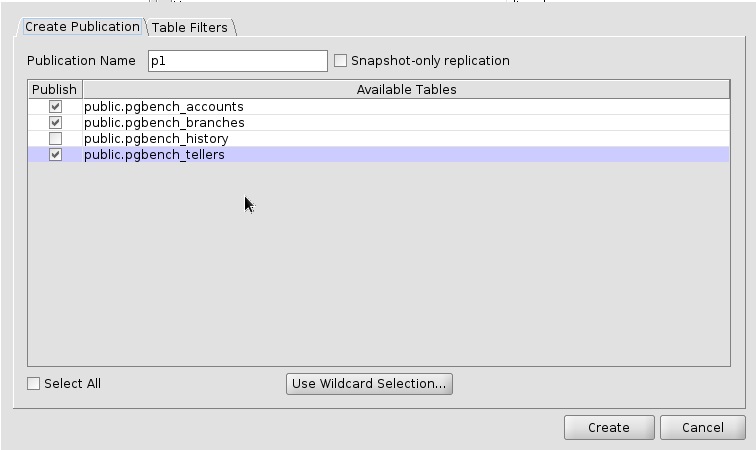 Create Publication Table Filters
Publication Name p1 Snapshot-only replication
Publish Available Tables
public.pgbench_accounts
public.pgbench_branches
public.pgbench_history
public.pgbench_tellers
Select All Use Wildcard Selection...
Create Cancel